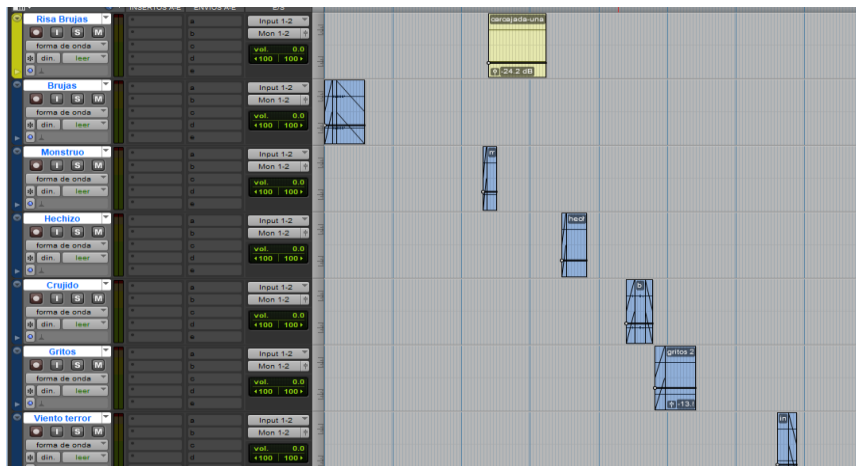 INSERTOS A-E ENVÍOS A-E E/S
Risa Brujas
I S M
forma de onda
din. leer
a
b
c
d
e
Input 1-2
Mon 1-2
vol. 0.0
100 100
carcajada-una
-24.2 dB
Brujas
I S M
forma de onda
din. leer
a
b
c
d
e
Input 1-2
Mon 1-2
vol. 0.0
100 100
Monstruo
I S M
forma de onda
din. leer
a
b
c
d
e
Input 1-2
Mon 1-2
vol. 0.0
100 100
Hechizo
I S M
forma de onda
din. leer
a
b
c
d
e
Input 1-2
Mon 1-2
vol. 0.0
100 100
Crujido
I S M
forma de onda
din. leer
a
b
c
d
e
Input 1-2
Mon 1-2
vol. 0.0
100 100
b
Gritos
I S M
forma de onda
din. leer
a
b
c
d
e
Input 1-2
Mon 1-2
vol. 0.0
100 100
gritos 2
Viento terror
I S M
forma de onda
din. leer
a
b
c
d
Input 1-2
Mon 1-2
vol. 0.0
100 100
in